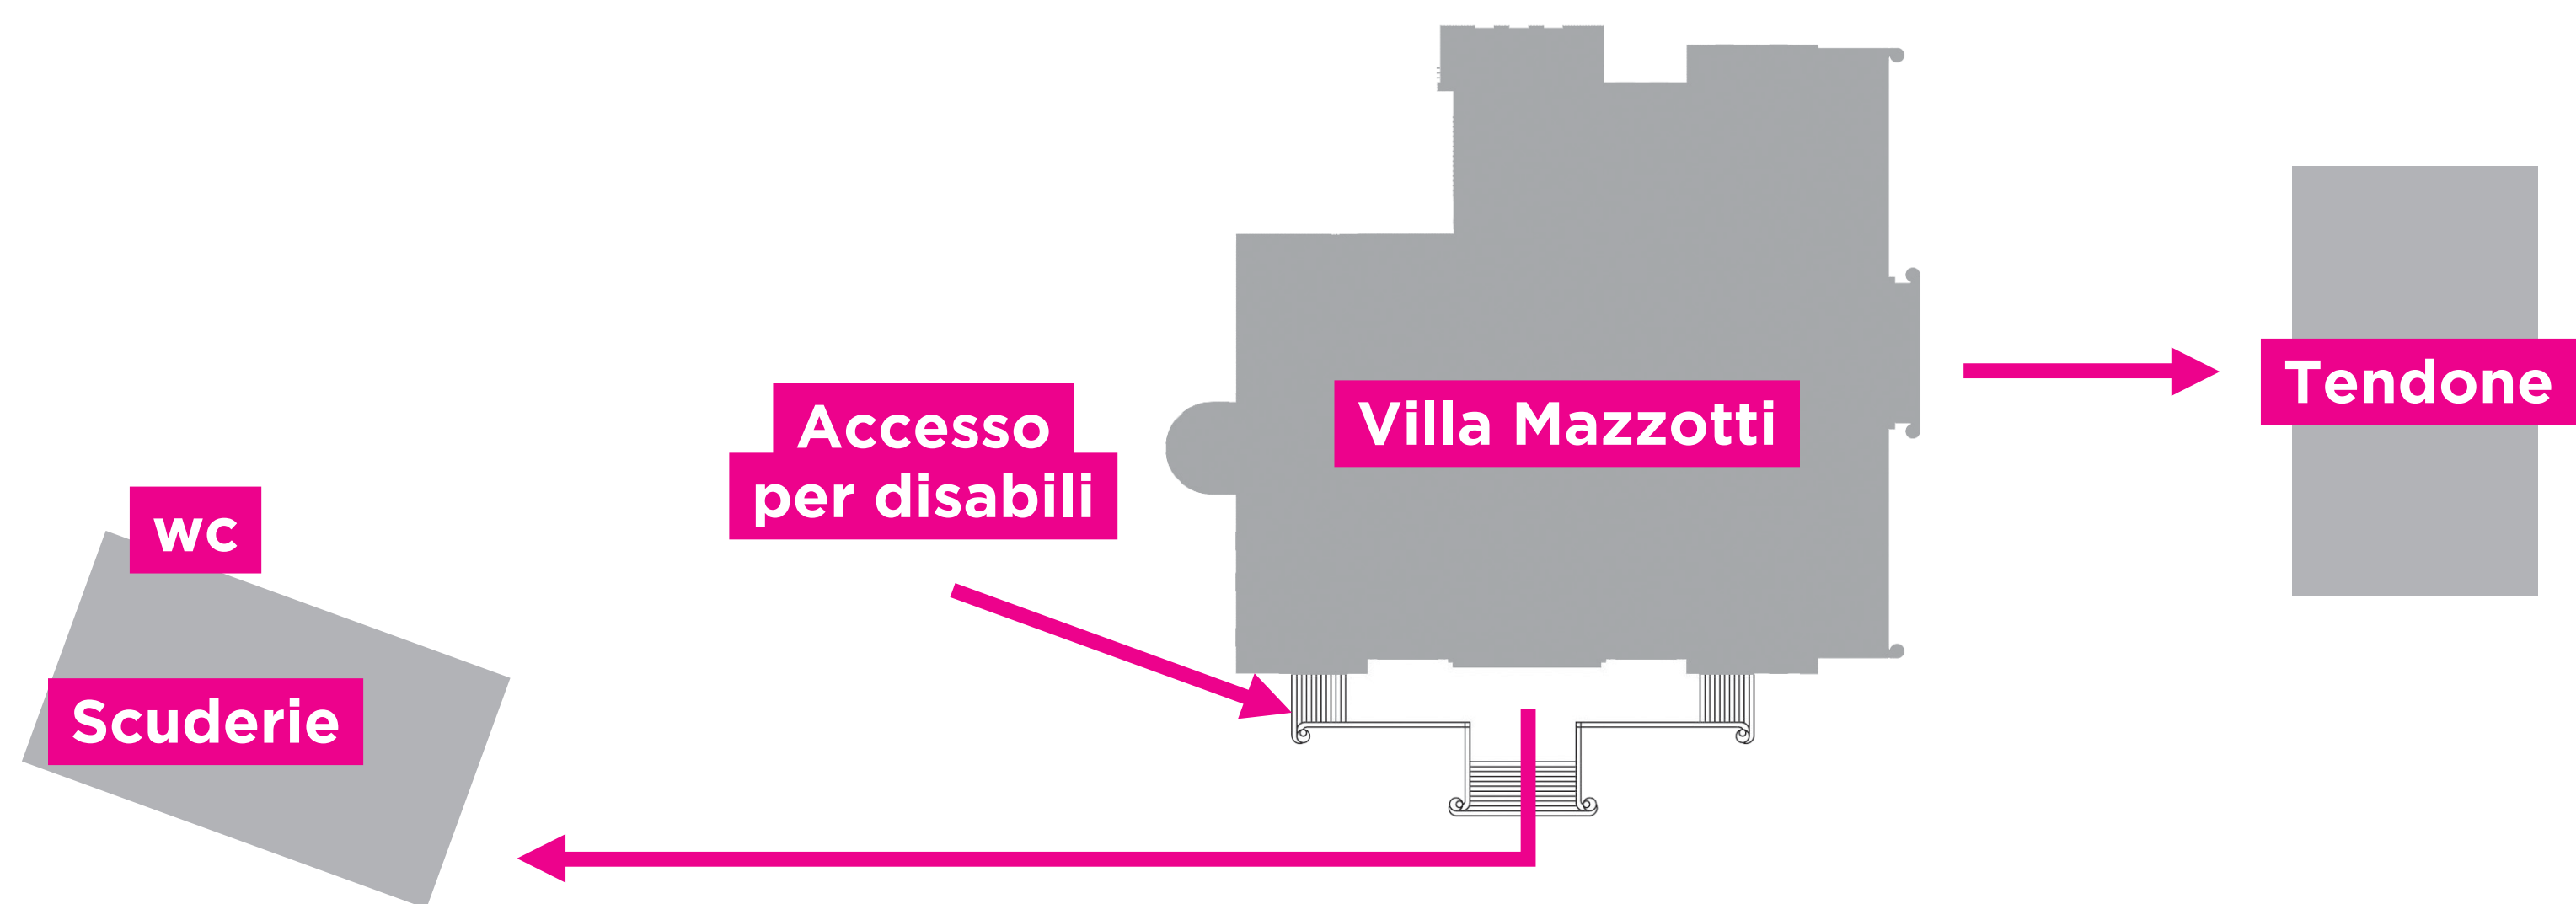 Villa Mazzotti
Tendone
Accesso
per disabili
wc
Scuderie